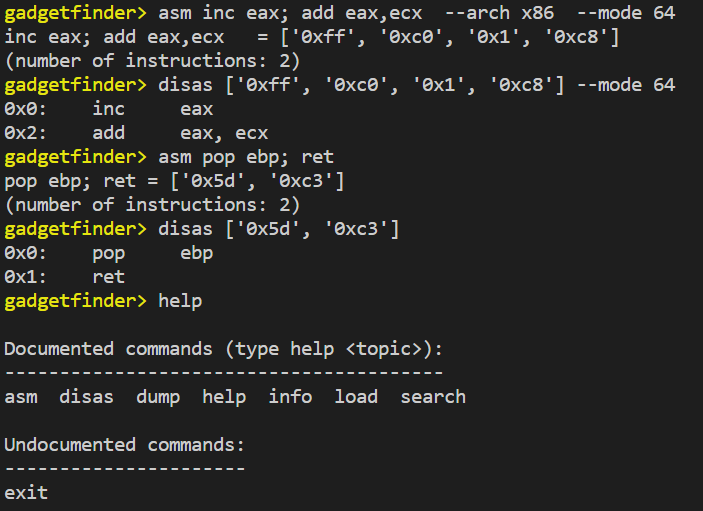 gadgetfinder> asm inc eax; add eax,ecx  --arch x86  --mode 64
inc eax; add eax,ecx   = ['0xff', '0xc0', '0x1', '0xc8']
(number of instructions: 2)
gadgetfinder> disas ['0xff', '0xc0', '0x1', '0xc8'] --mode 64
0x0:    inc     eax
0x2:    add     eax, ecx
gadgetfinder> asm pop ebp; ret
pop ebp; ret = ['0x5d', '0xc3']
(number of instructions: 2)
gadgetfinder> disas ['0x5d', '0xc3']
0x0:    pop     ebp
0x1:    ret
gadgetfinder> help

Documented commands (type help <topic>):
----------------------------------------
asm  disas  dump  help  info  load  search

Undocumented commands:
----------------------
exit